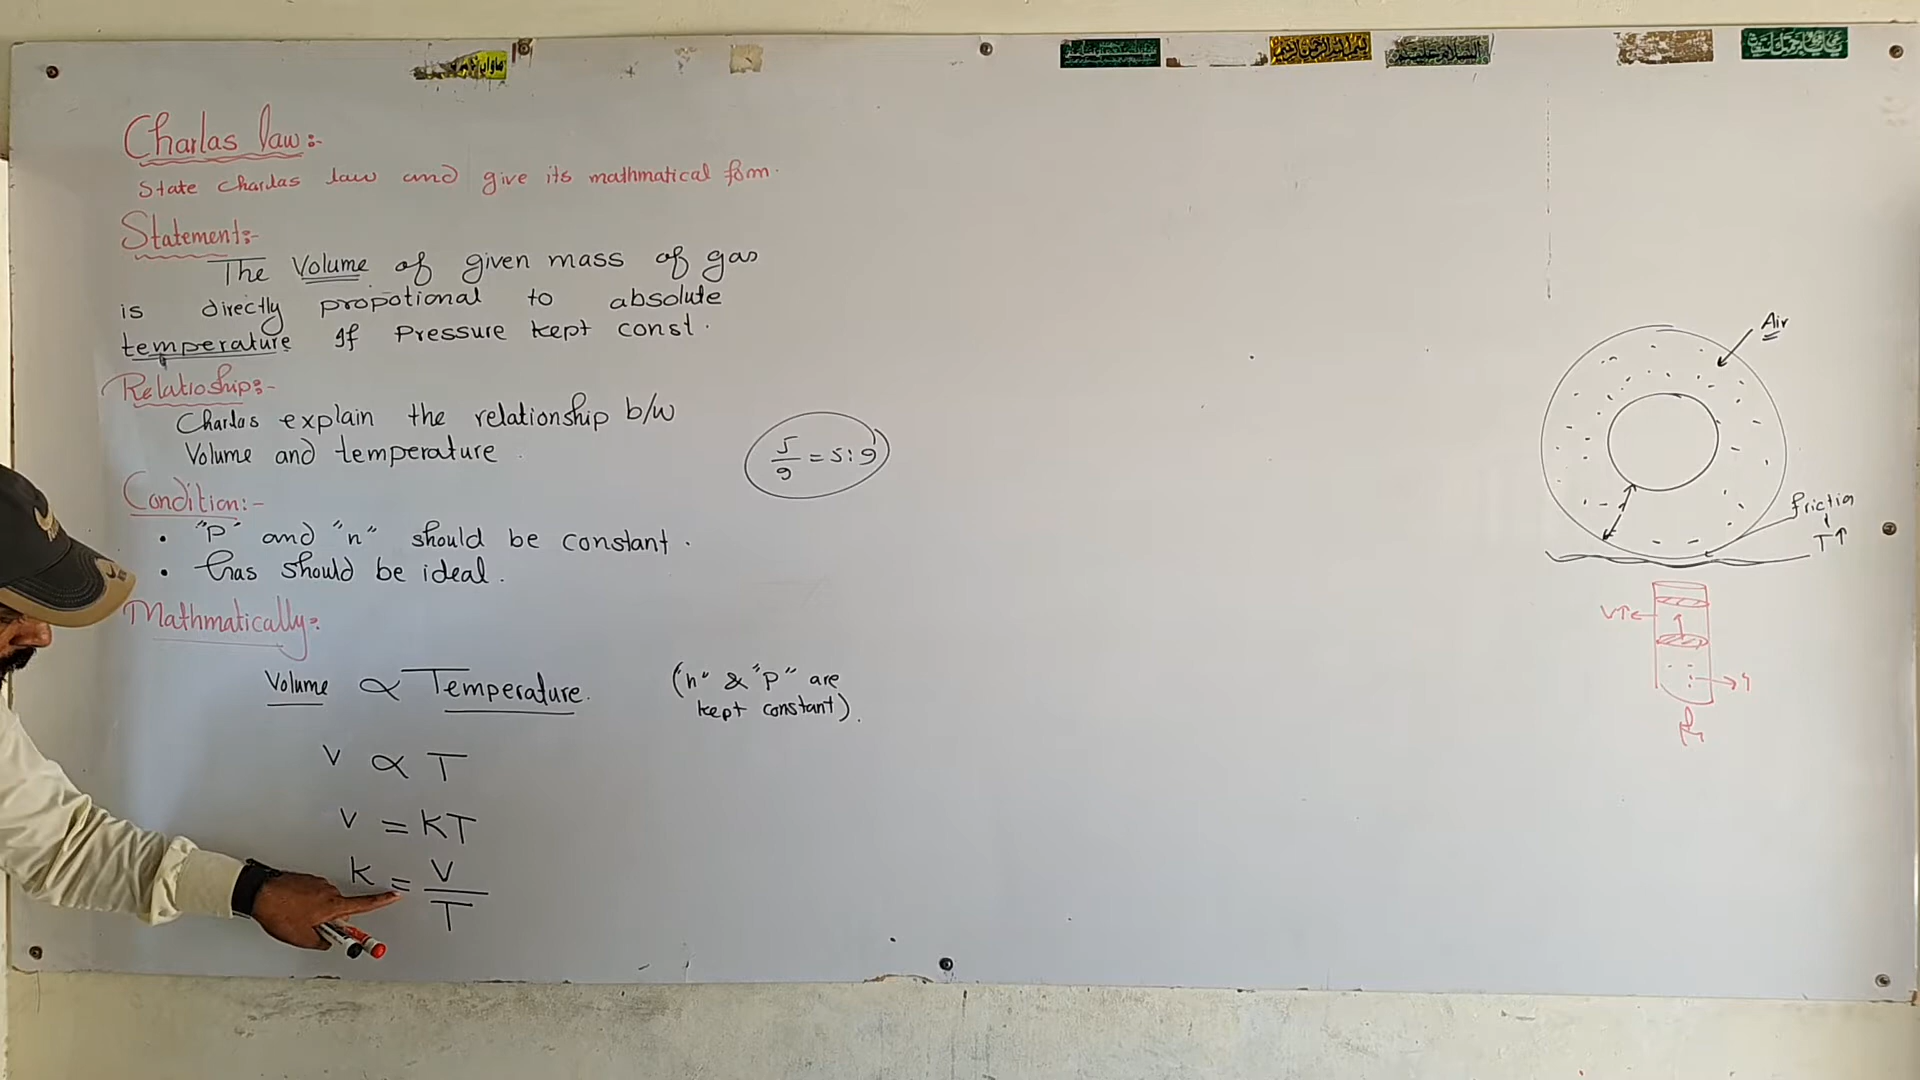 Charlas law:-
State Charlas law and give its mathmatical form.
Statement:-
The Volume of given mass of gas
is directly propotional to absolute
temperature If Pressure kept const.
Relatioship:-
Charlas explain the relationship b/w
Volume and temperature.
5/9 = 5:9
Condition:-
• "P" and "n" should be constant.
• Gas should be ideal.
Mathmatically:
Volume ∝ Temperature. ("n" & "P" are
kept constant).
V ∝ T
V = KT
K = V/T
Air
friction
T↑
V↑